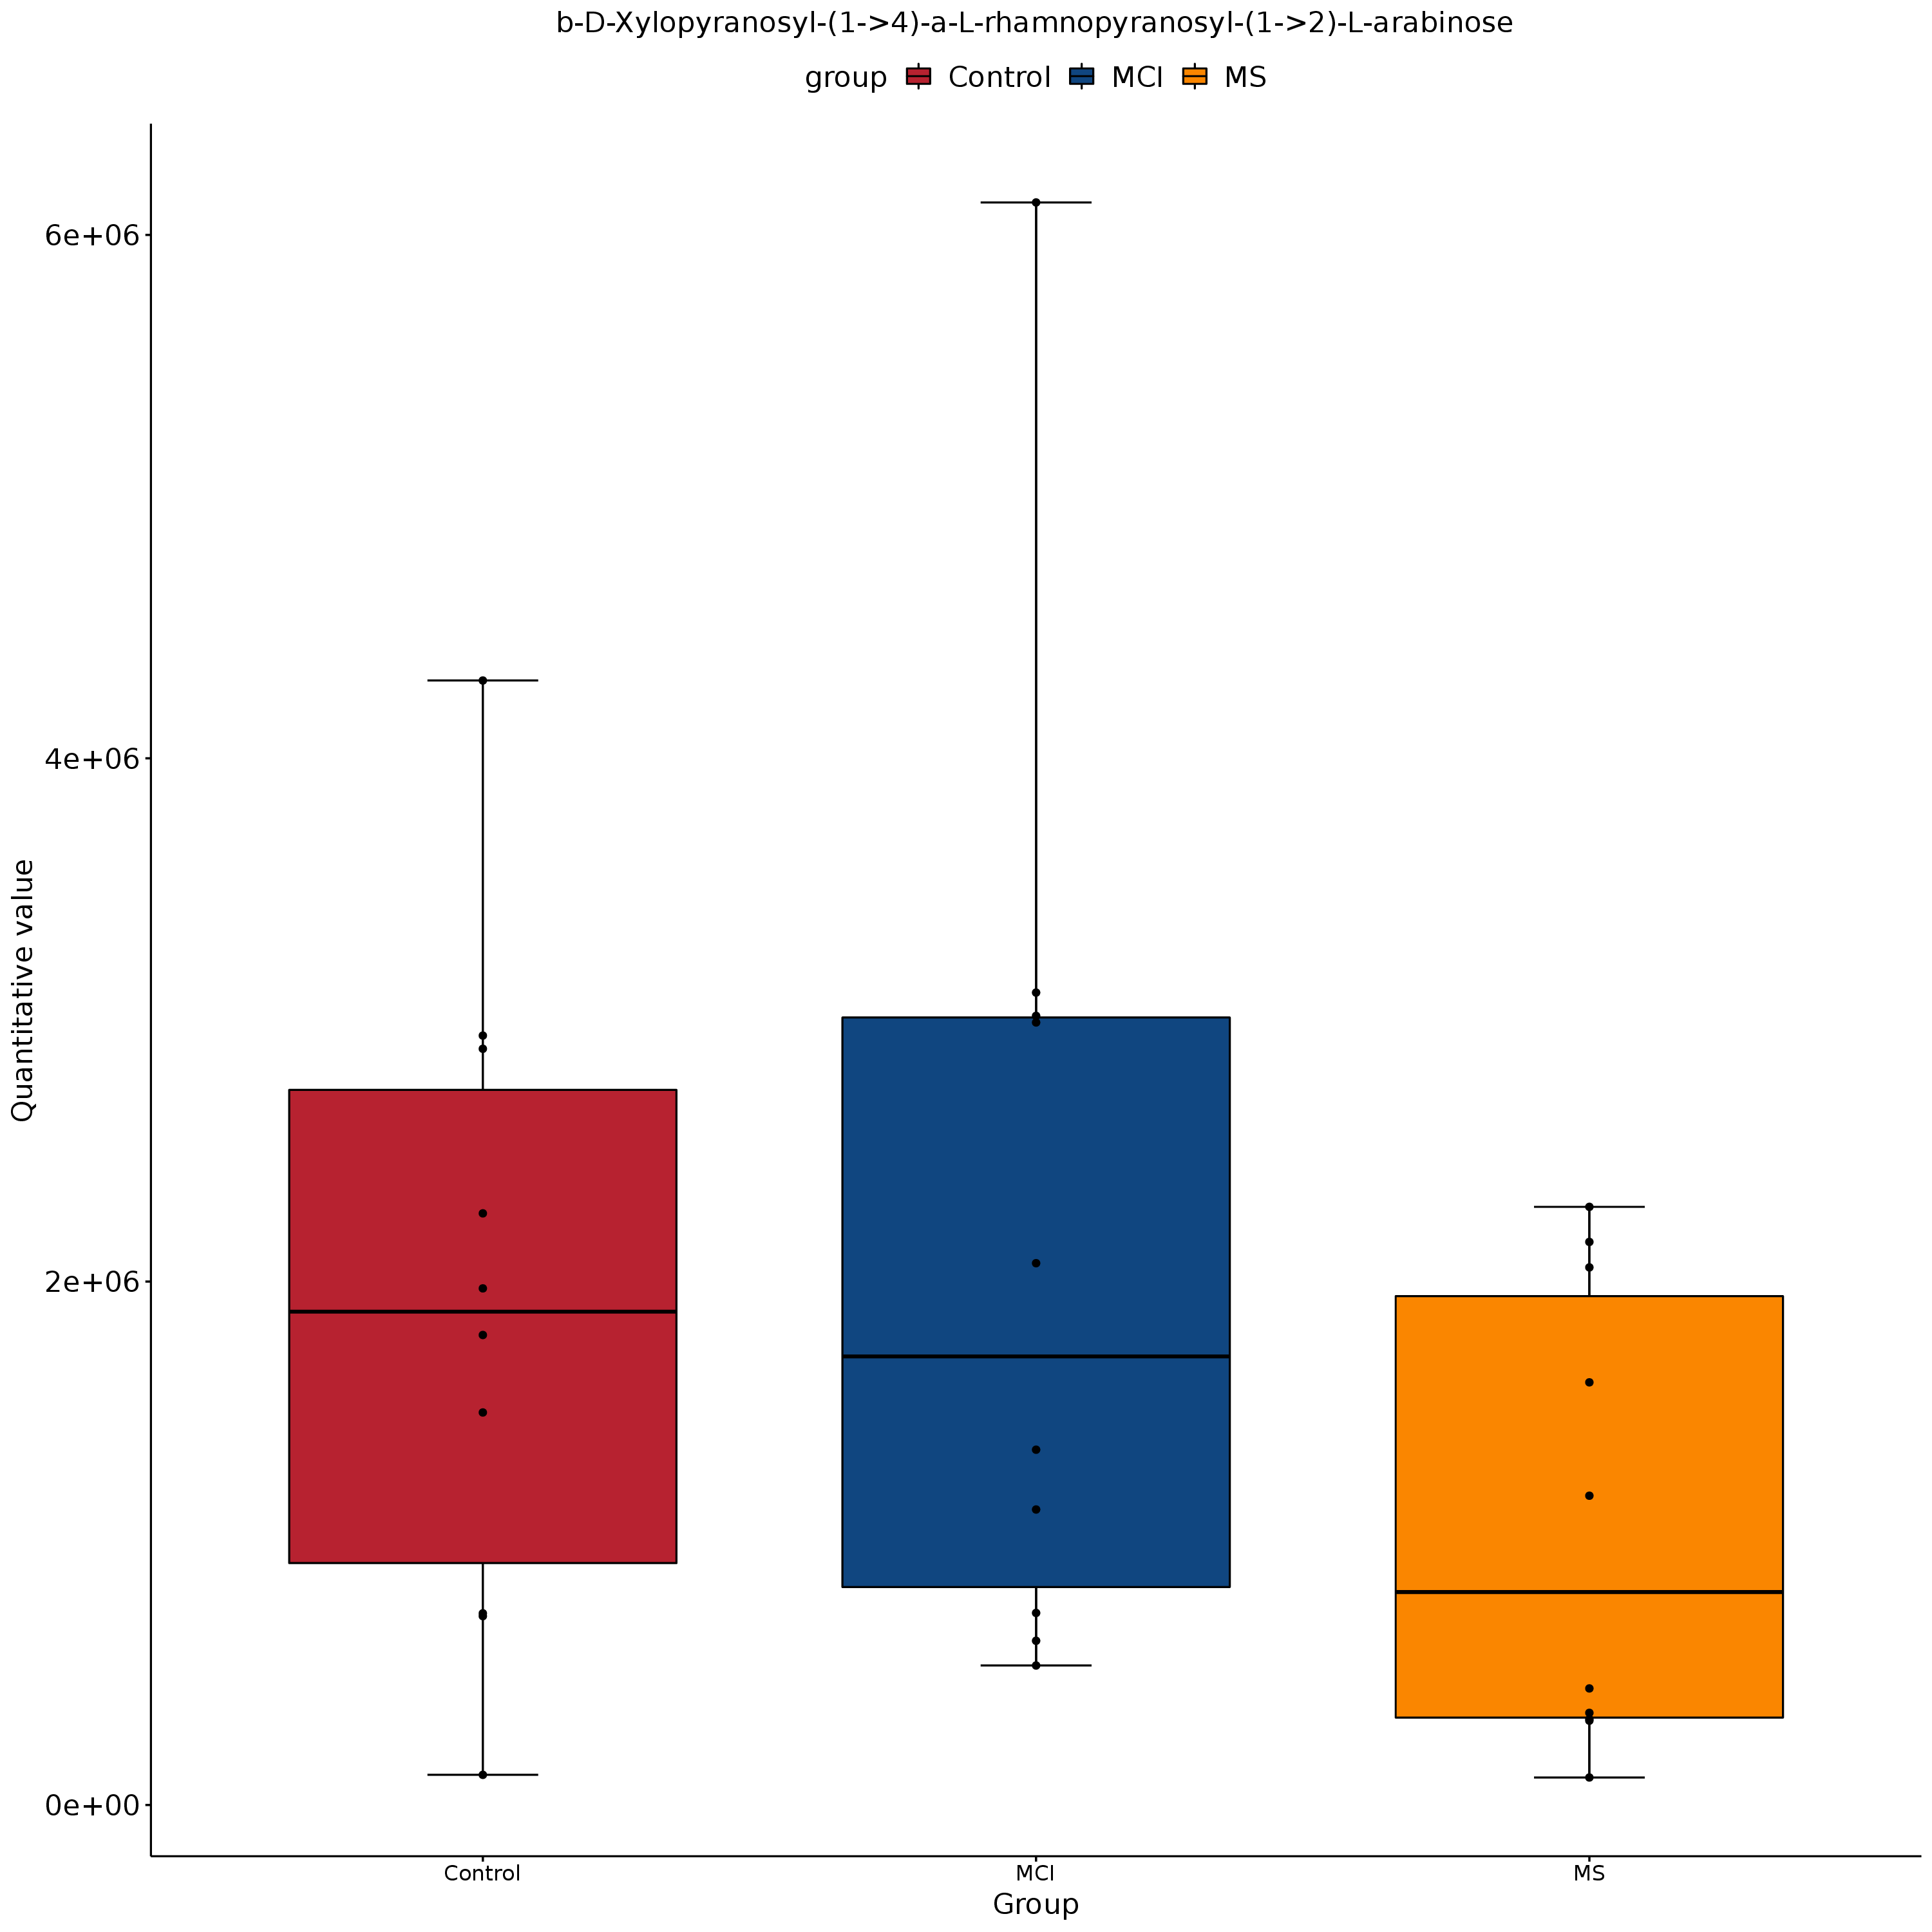 b-D-Xylopyranosyl-(1->4)-a-L-rhamnopyranosyl-(1->2)-L-arabinose
group Control MCI MS
6e+06
4e+06
2e+06
0e+00
Quantitative value
Control MCI MS
Group